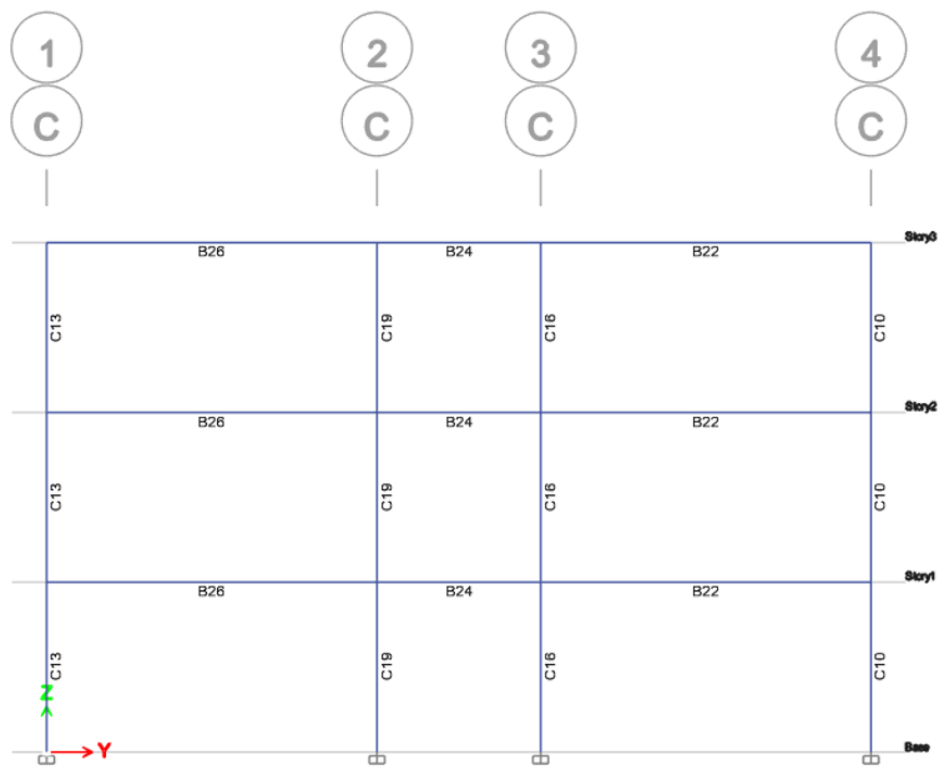 1 2 3 4
C C C C
Story3
B26 B24 B22
C13 C19 C16 C10
Story2
B26 B24 B22
C13 C19 C16 C10
Story1
B26 B24 B22
C13 C19 C16 C10
Z
Y
Base